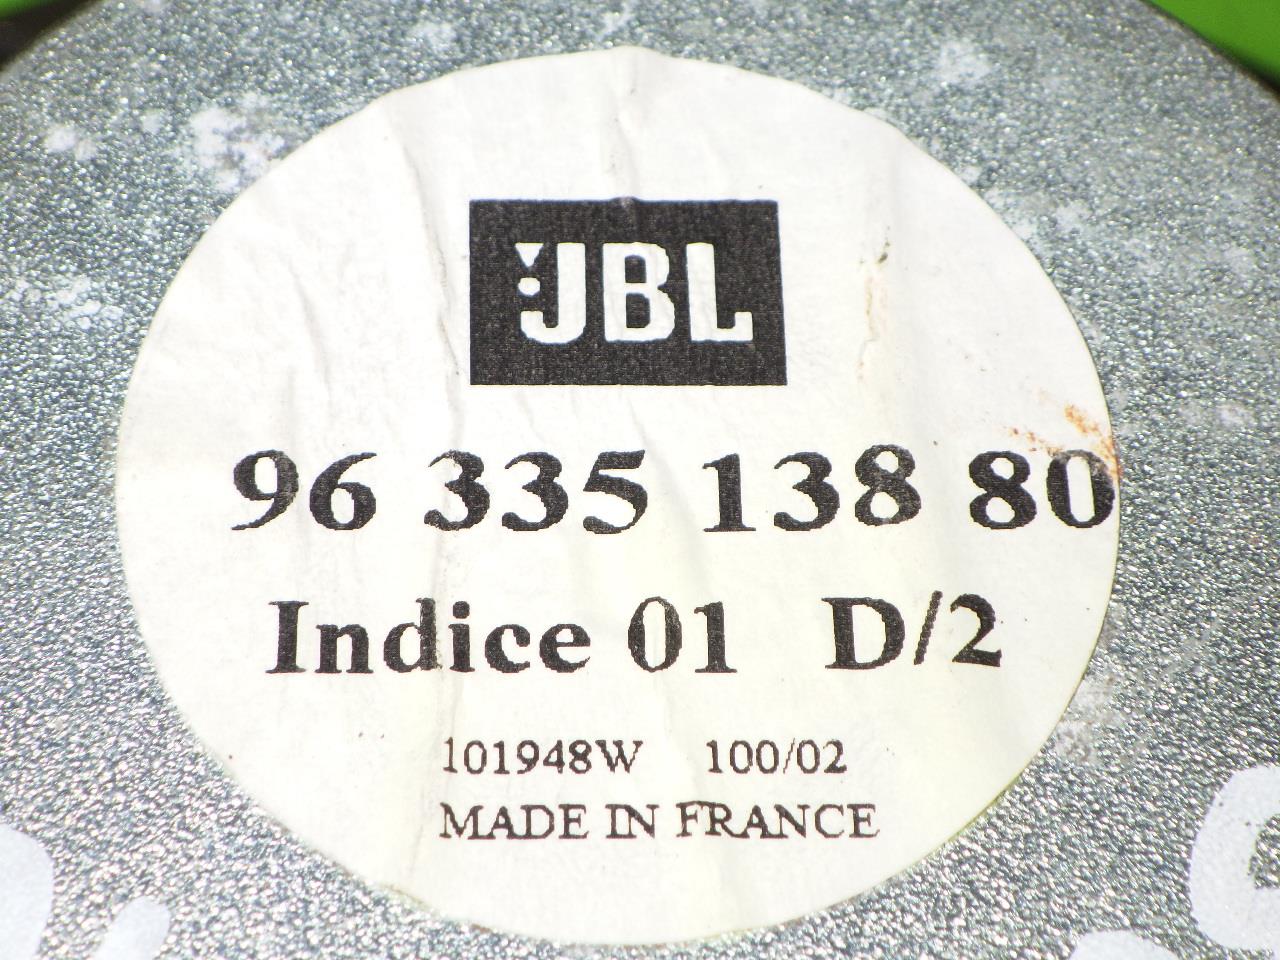 JBL
96 335 138 80
Indice 01 D/2
101948W 100/02
MADE IN FRANCE